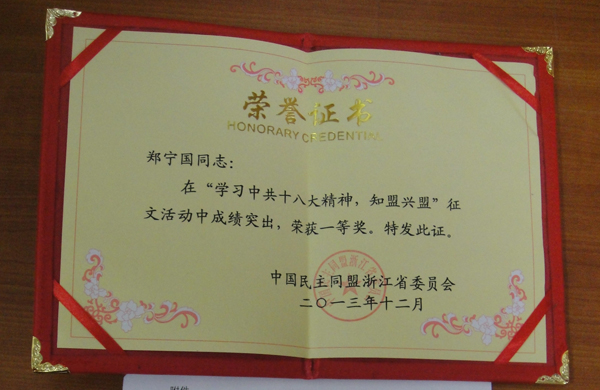 荣誉证书
HONORARY CREDENTIAL
郑宁国同志:
在“学习中共十八大精神，知盟兴盟”征
文活动中成绩突出，荣获一等奖。特发此证。
中国民主同盟浙江省委员会
二〇一三年十二月
附件